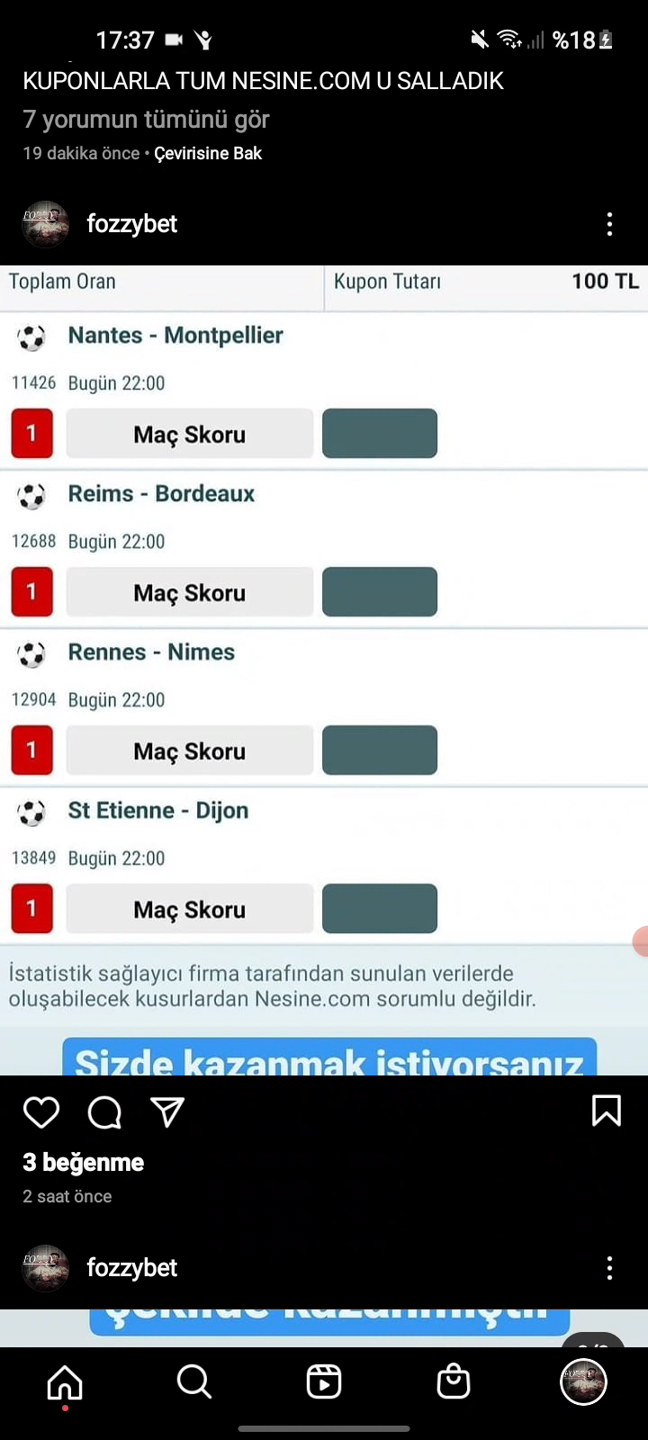 17:37 %18
KUPONLARLA TUM NESINE.COM U SALLADIK
7 yorumun tümünü gör
19 dakika önce • Çevirisine Bak
fozzybet
Toplam Oran Kupon Tutarı 100 TL
Nantes - Montpellier
11426 Bugün 22:00
1 Maç Skoru
Reims - Bordeaux
12688 Bugün 22:00
1 Maç Skoru
Rennes - Nimes
12904 Bugün 22:00
1 Maç Skoru
St Etienne - Dijon
13849 Bugün 22:00
1 Maç Skoru
İstatistik sağlayıcı firma tarafından sunulan verilerde
oluşabilecek kusurlardan Nesine.com sorumlu değildir.
Sizde kazanmak istiyorsanız
3 beğenme
2 saat önce
fozzybet
şekilde kazanmıştır